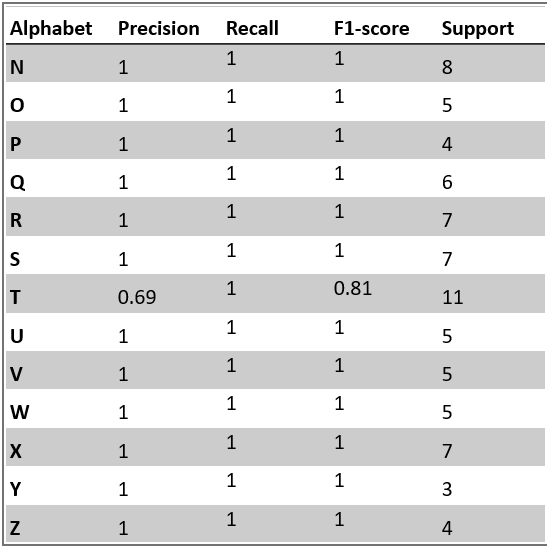 Alphabet Precision Recall F1-score Support
N 1 1 1 8
O 1 1 1 5
P 1 1 1 4
Q 1 1 1 6
R 1 1 1 7
S 1 1 1 7
T 0.69 1 0.81 11
U 1 1 1 5
V 1 1 1 5
W 1 1 1 5
X 1 1 1 7
Y 1 1 1 3
Z 1 1 1 4